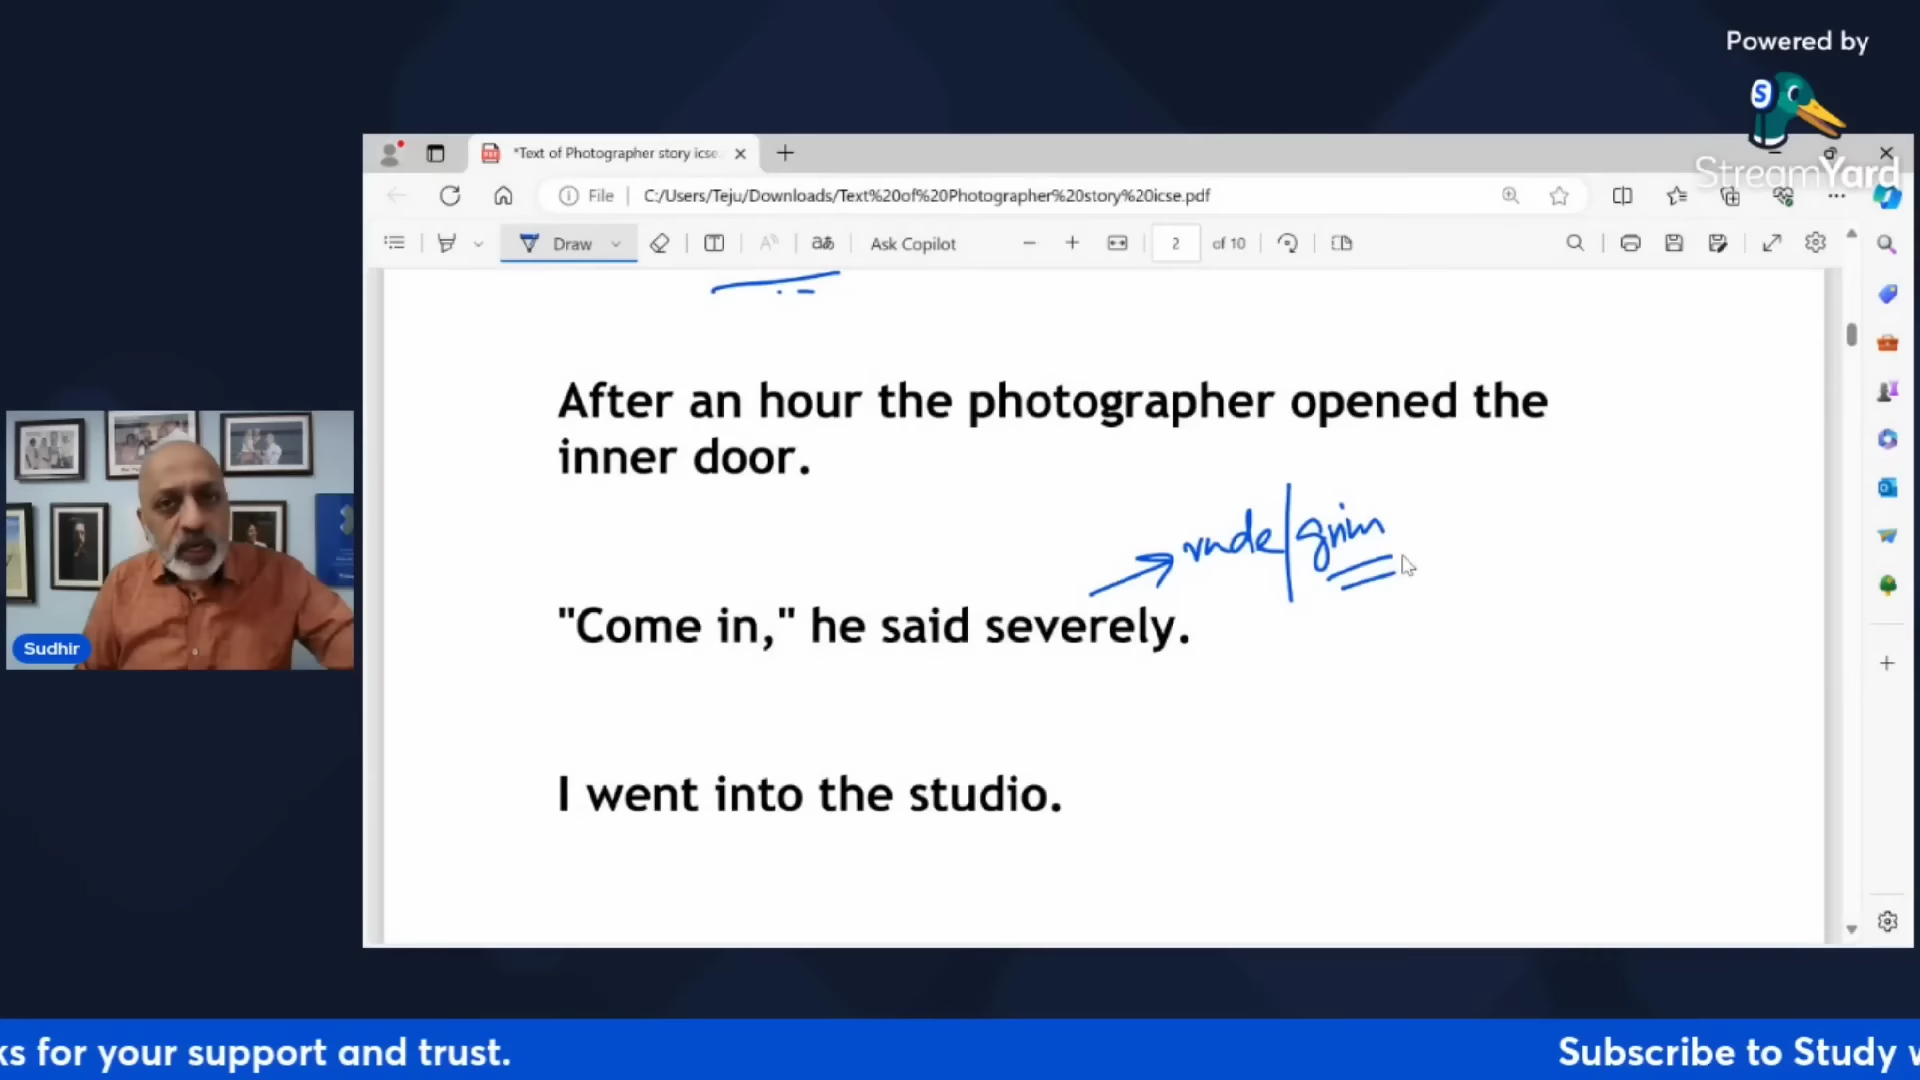 Powered by
StreamYard
*Text of Photographer story icse.
File
C:/Users/Teju/Downloads/Text%20of%20Photographer%20story%20icse.pdf
Draw
aあ
Ask Copilot
2
of 10
After an hour the photographer opened the
inner door.
rude/grim
"Come in," he said severely.
I went into the studio.
Sudhir
ks for your support and trust.
Subscribe to Study w